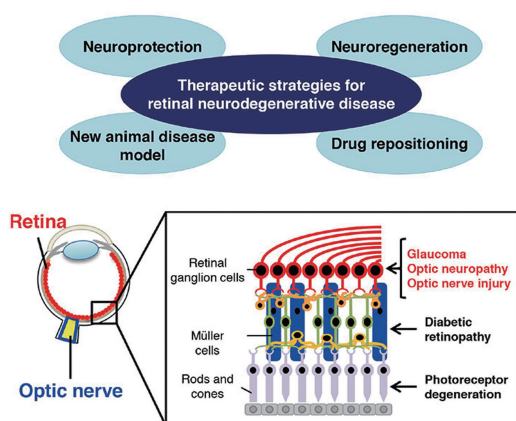 Neuroprotection
Neuroregeneration
Therapeutic strategies for
retinal neurodegenerative disease
New animal disease
model
Drug repositioning
Retina
Optic nerve
Retinal
ganglion cells
Müller
cells
Rods and
cones
Glaucoma
Optic neuropathy
Optic nerve injury
Diabetic
retinopathy
Photoreceptor
degeneration